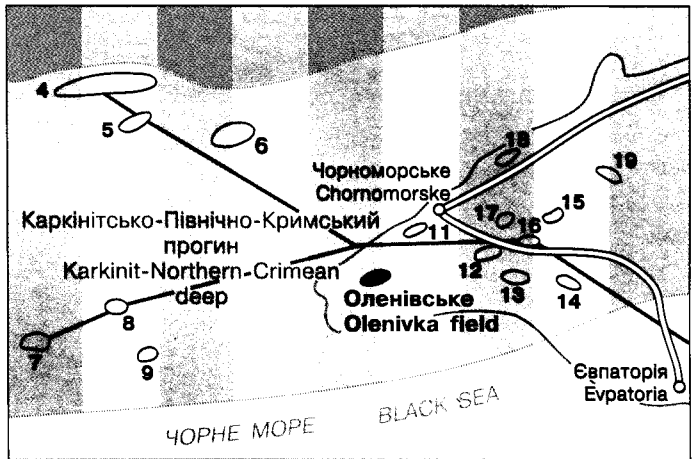 4
5
6
18
19
Чорноморське
Chornomorske
15
17
16
11
Каркінітсько-Північно-Кримський
прогин
Karkinit-Northern-Crimean
deep
12
13
14
Оленівське
Olenivka field
8
7
9
Євпаторія
Evpatoria
ЧОРНЕ МОРЕ
BLACK SEA